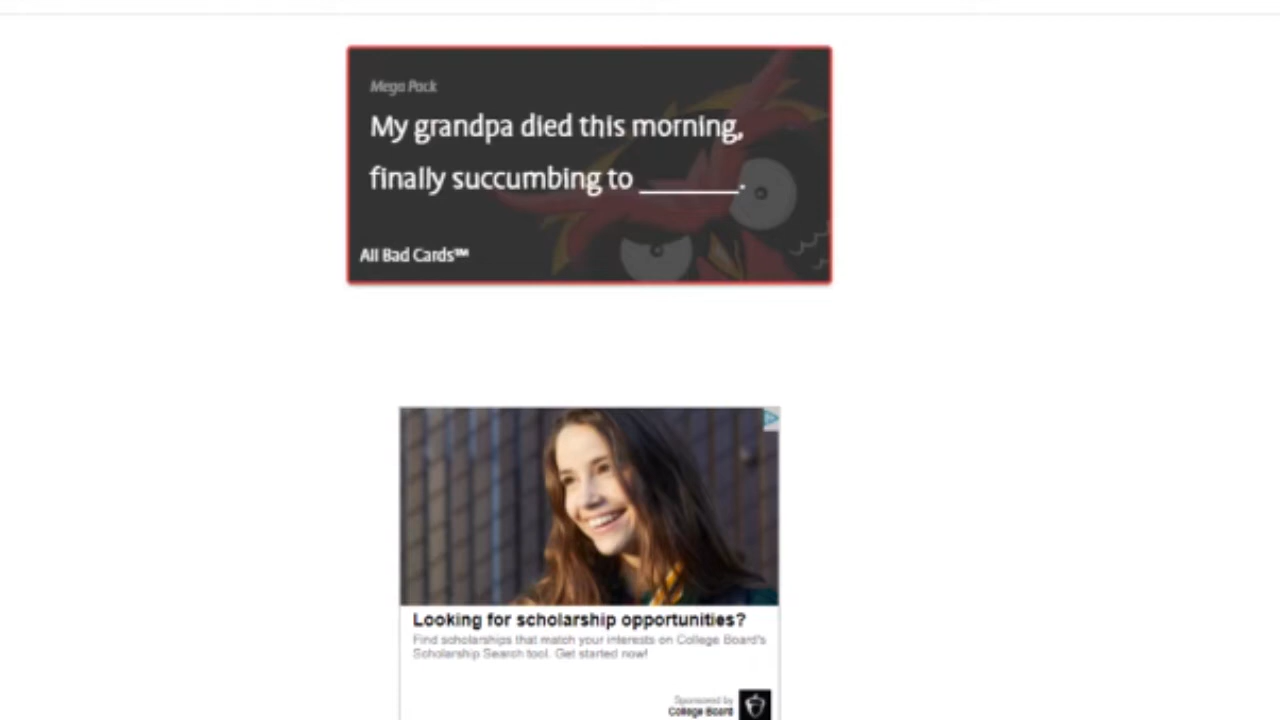 Mega Pack
My grandpa died this morning,
finally succumbing to _______.
All Bad Cards™
Looking for scholarship opportunities?
Find scholarships that match your interests on College Board's
Scholarship Search tool. Get started now!
Sponsored by
College Board